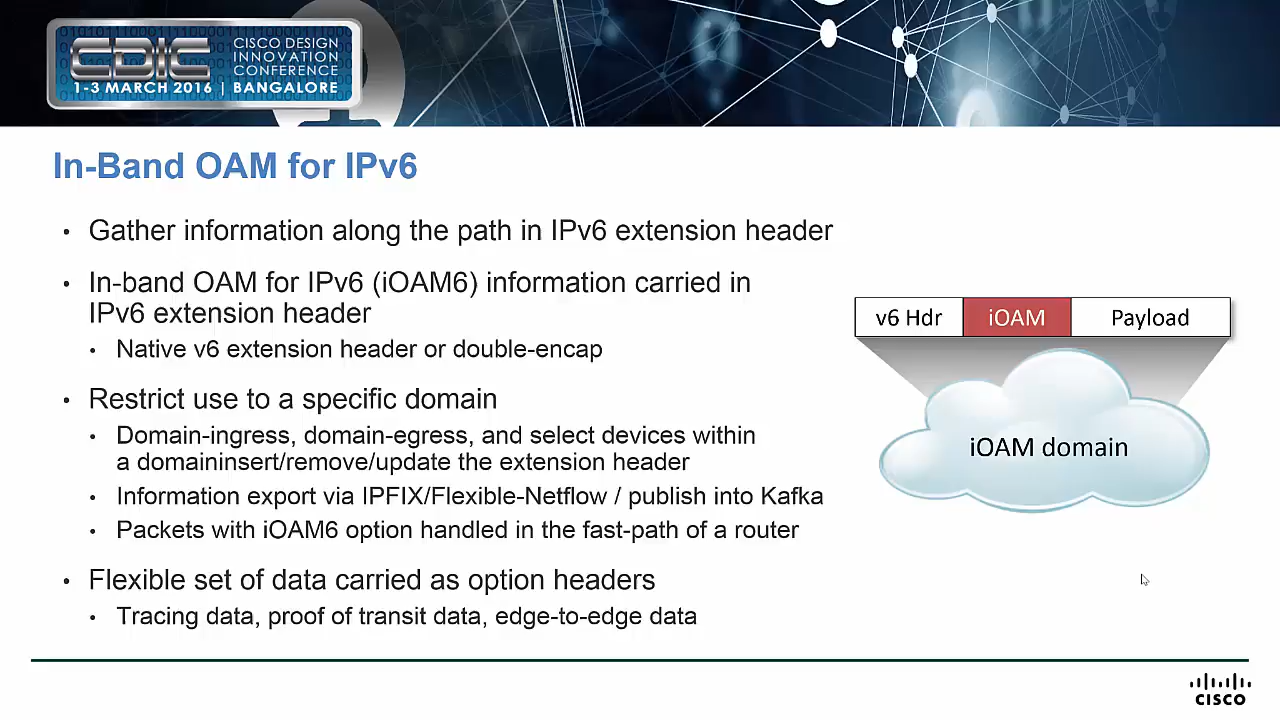 CDIC
CISCO DESIGN
INNOVATION
CONFERENCE
1-3 MARCH 2016 | BANGALORE
In-Band OAM for IPv6
• Gather information along the path in IPv6 extension header
• In-band OAM for IPv6 (iOAM6) information carried in
IPv6 extension header
• Native v6 extension header or double-encap
• Restrict use to a specific domain
• Domain-ingress, domain-egress, and select devices within
a domaininsert/remove/update the extension header
• Information export via IPFIX/Flexible-Netflow / publish into Kafka
• Packets with iOAM6 option handled in the fast-path of a router
• Flexible set of data carried as option headers
• Tracing data, proof of transit data, edge-to-edge data
v6 Hdr iOAM Payload
iOAM domain
CISCO